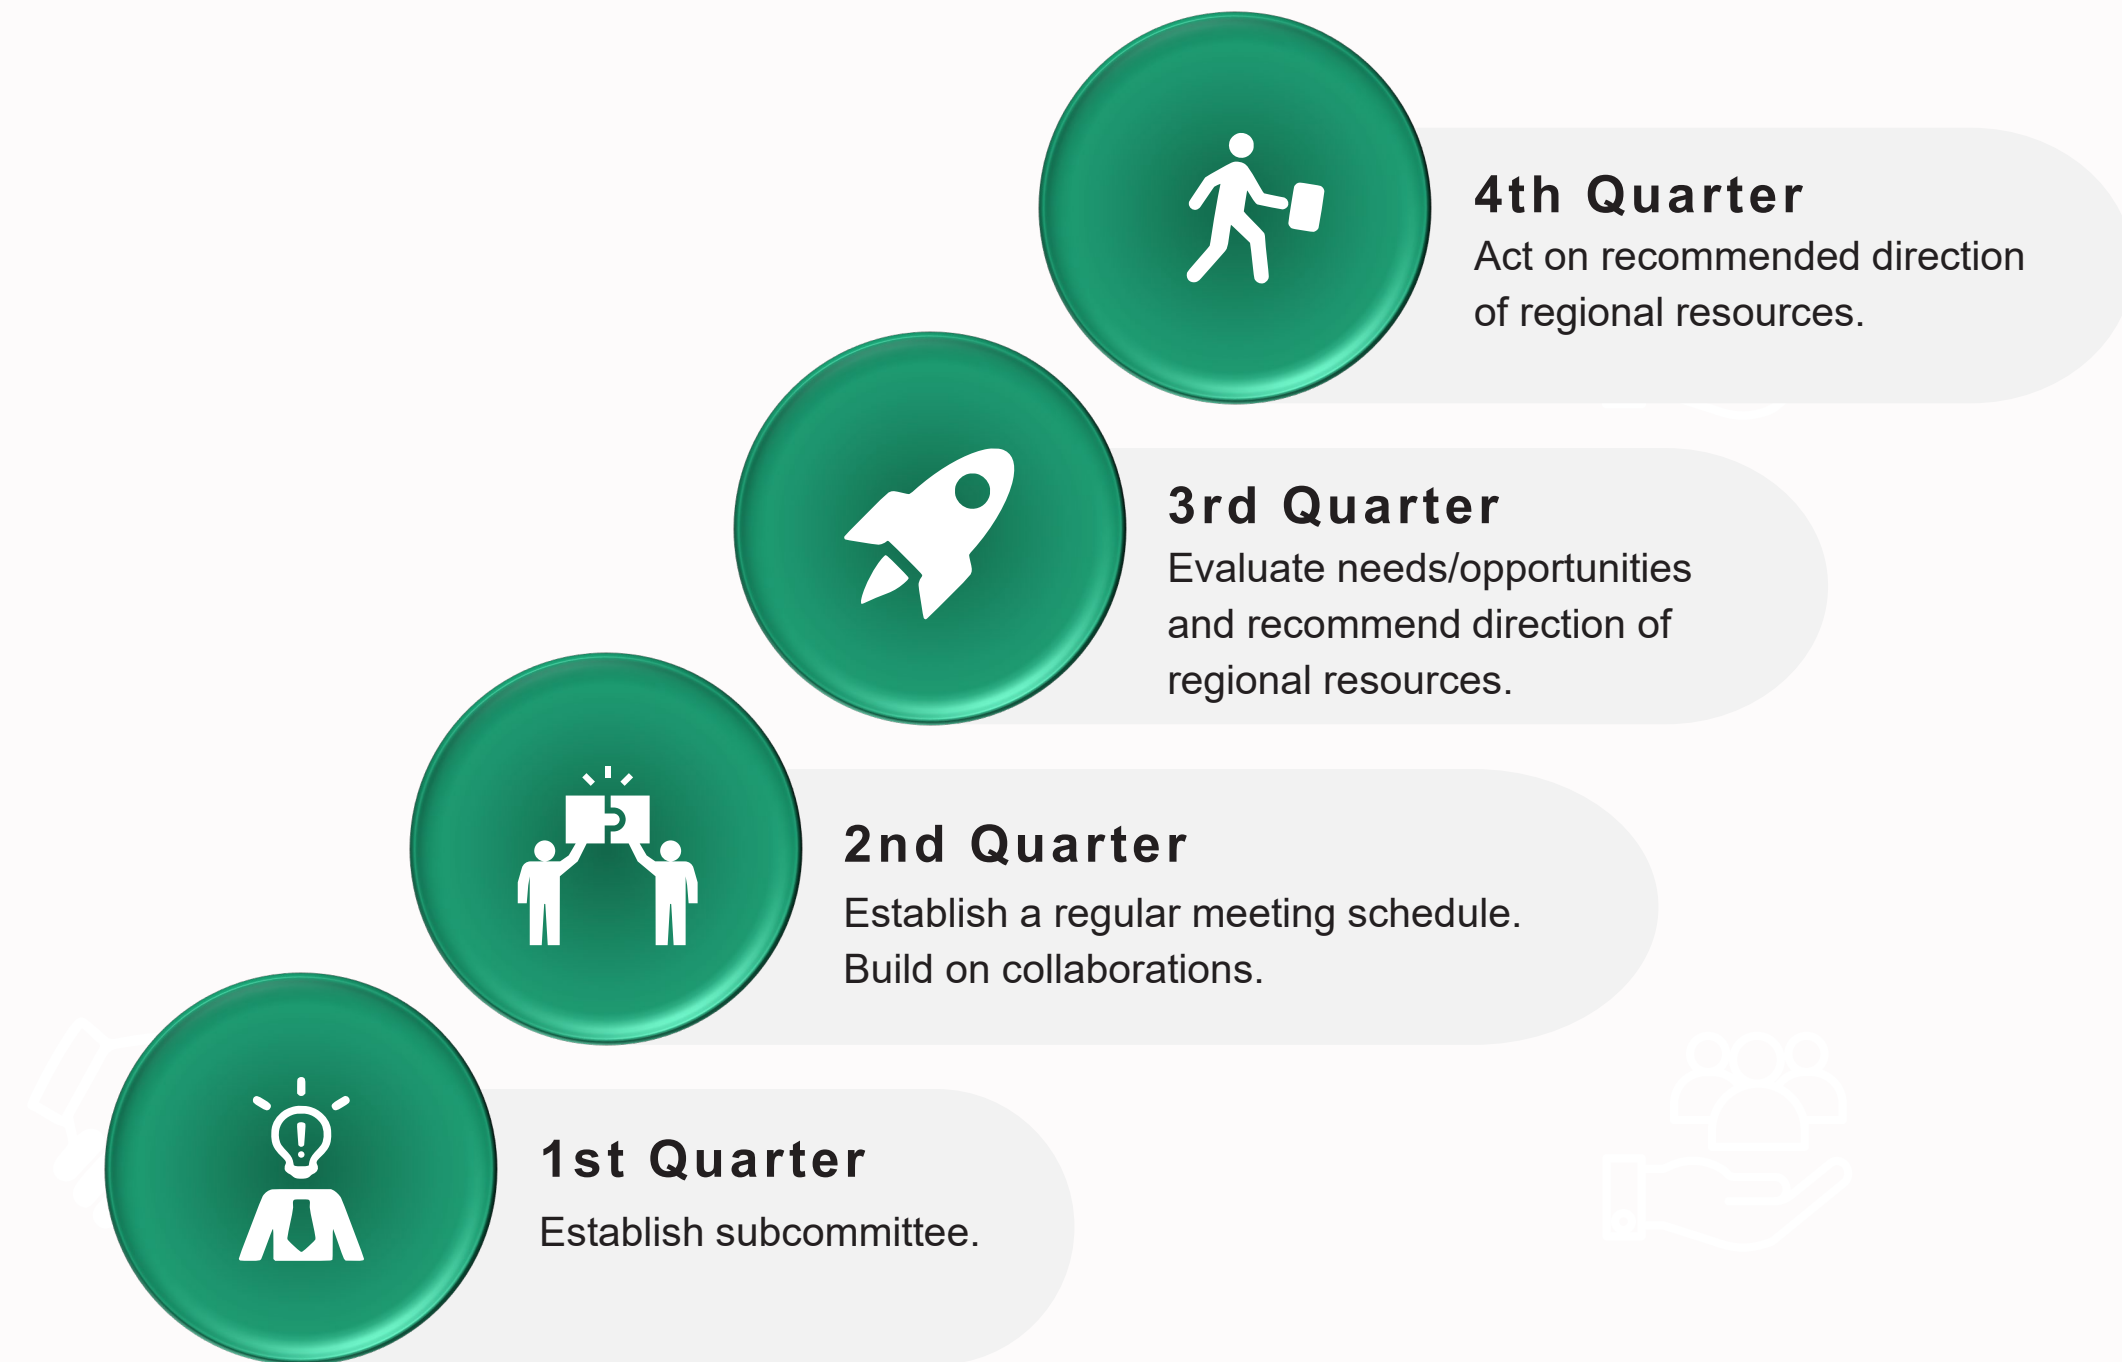 4th Quarter
Act on recommended direction
of regional resources.
3rd Quarter
Evaluate needs/opportunities
and recommend direction of
regional resources.
2nd Quarter
Establish a regular meeting schedule.
Build on collaborations.
1st Quarter
Establish subcommittee.